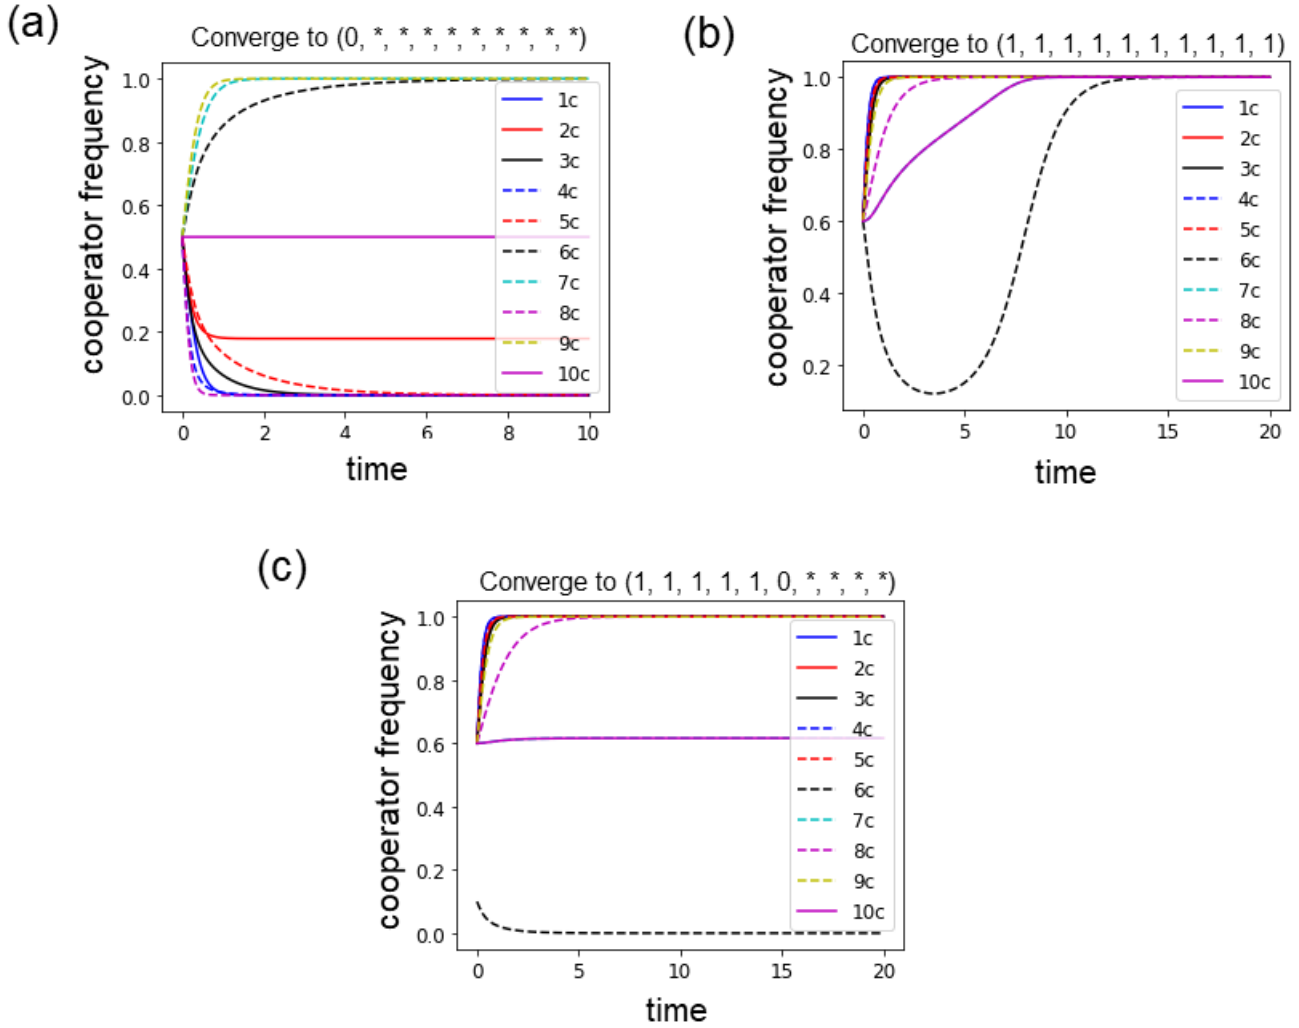 (a)
Converge to (0, *, *, *, *, *, *, *, *, *)
cooperator frequency
1.0
0.8
0.6
0.4
0.2
0.0
1c
2c
3c
4c
5c
6c
7c
8c
9c
10c
0 2 4 6 8 10
time
(b)
Converge to (1, 1, 1, 1, 1, 1, 1, 1, 1, 1)
cooperator frequency
1.0
0.8
0.6
0.4
0.2
1c
2c
3c
4c
5c
6c
7c
8c
9c
10c
0 5 10 15 20
time
(c)
Converge to (1, 1, 1, 1, 1, 0, *, *, *, *)
cooperator frequency
1.0
0.8
0.6
0.4
0.2
0.0
1c
2c
3c
4c
5c
6c
7c
8c
9c
10c
0 5 10 15 20
time